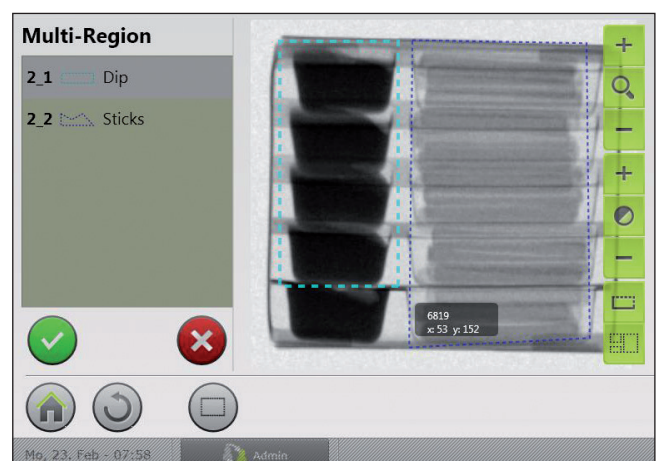 Multi-Region
2_1 Dip
2_2 Sticks
6819
x: 53 y: 152
Mo, 23. Feb - 07:58
Admin